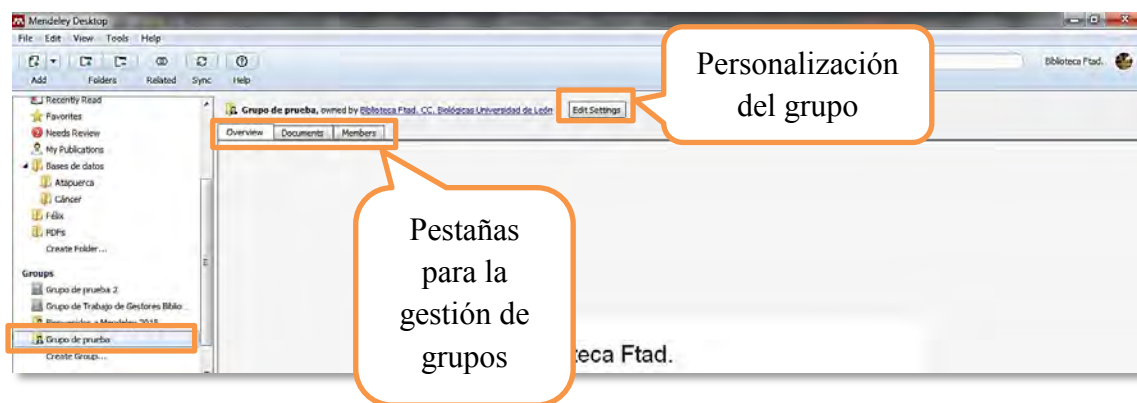 Mendeley Desktop
File Edit View Tools Help
Add Folders Related Sync Help
Biblioteca Ftad.
Personalización
del grupo
Recently Read
Favorites
Needs Review
My Publications
Bases de datos
Atapuerca
Cáncer
Félix
PDFs
Create Folder...
Groups
Grupo de prueba 2
Grupo de Trabajo de Gestores Biblio...
Bienvenidos a Mendeley 2015
Grupo de prueba
Create Group...
Grupo de prueba, owned by Biblioteca Ftad. CC. Biológicas Universidad de León
Edit Settings
Overview Documents Members
Pestañas
para la
gestión de
grupos
teca Ftad.